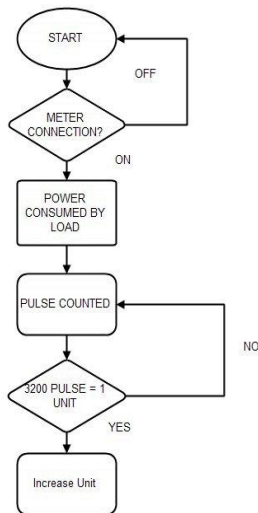 START
OFF
METER
CONNECTION?
ON
POWER
CONSUMED BY
LOAD
PULSE COUNTED
NO
3200 PULSE = 1
UNIT
YES
Increase Unit